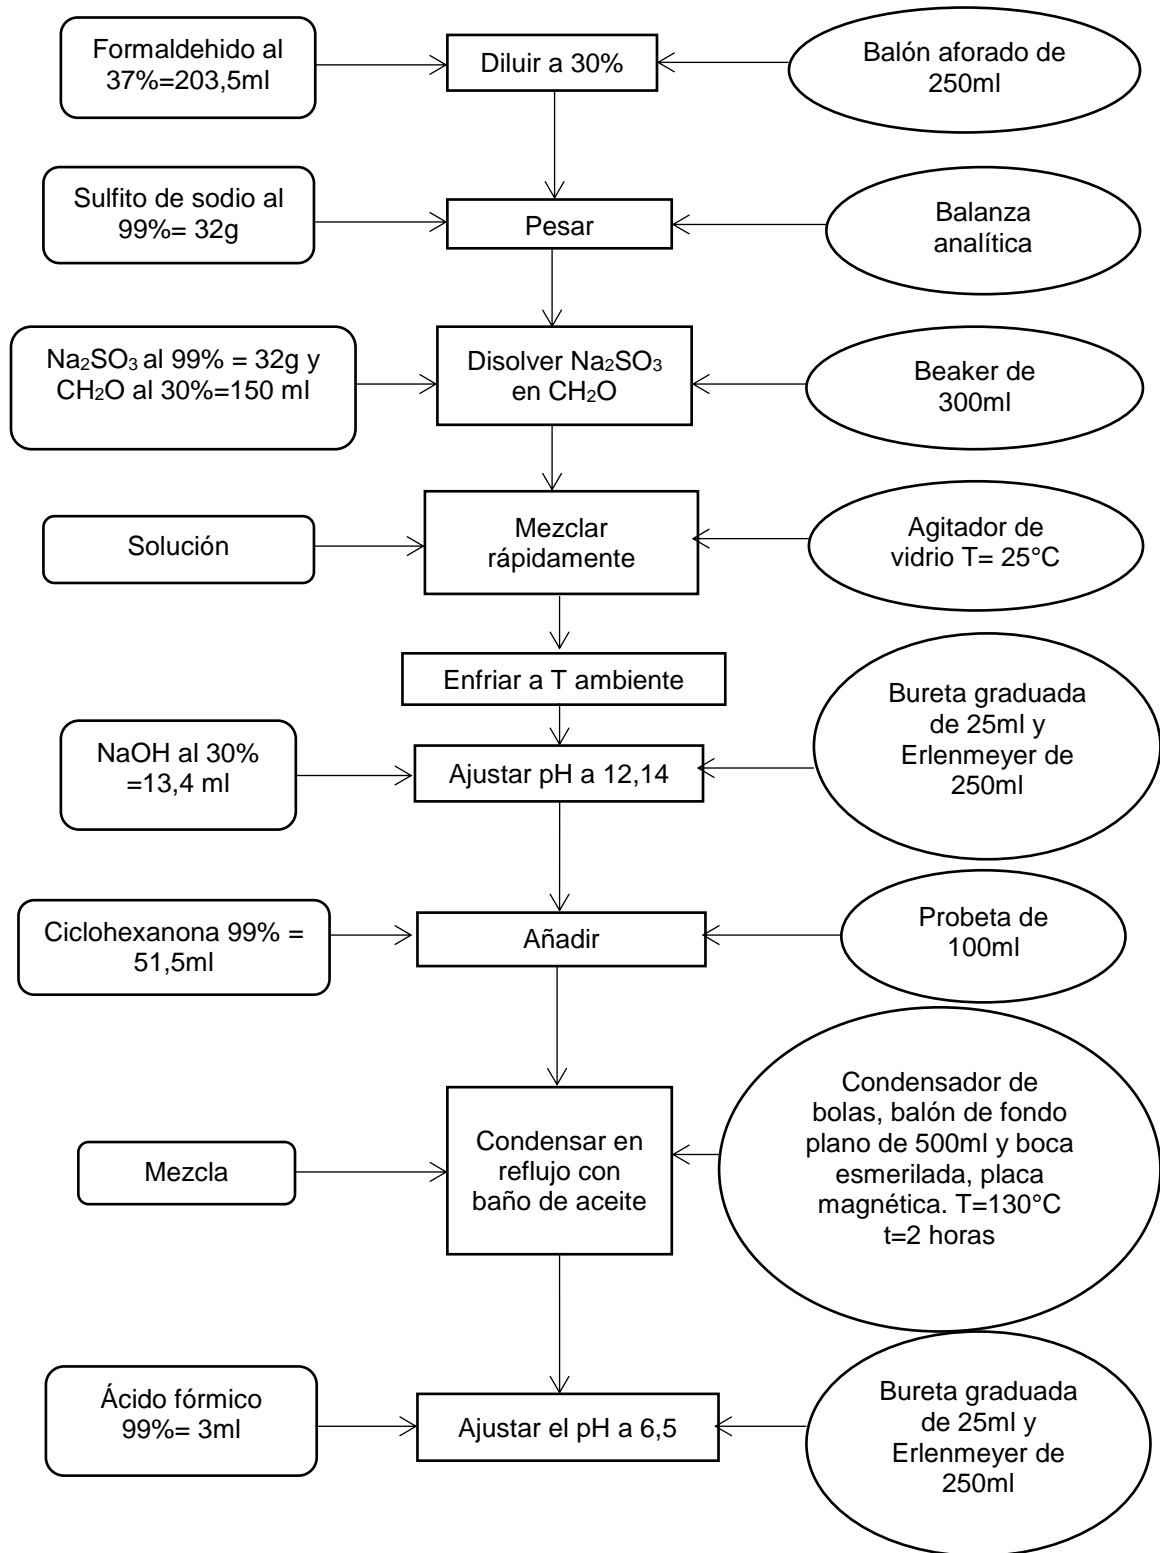 Formaldehido al
37%=203,5ml
Diluir a 30%
Balón aforado de
250ml
Sulfito de sodio al
99%= 32g
Pesar
Balanza
analítica
Na₂SO₃ al 99% = 32g y
CH₂O al 30%=150 ml
Disolver Na₂SO₃
en CH₂O
Beaker de
300ml
Solución
Mezclar
rápidamente
Agitador de
vidrio T= 25°C
Enfriar a T ambiente
NaOH al 30%
=13,4 ml
Ajustar pH a 12,14
Bureta graduada
de 25ml y
Erlenmeyer de
250ml
Ciclohexanona 99% =
51,5ml
Añadir
Probeta de
100ml
Mezcla
Condensar en
reflujo con
baño de aceite
Condensador de
bolas, balón de fondo
plano de 500ml y boca
esmerilada, placa
magnética. T=130°C
t=2 horas
Ácido fórmico
99%= 3ml
Ajustar el pH a 6,5
Bureta graduada
de 25ml y
Erlenmeyer de
250ml